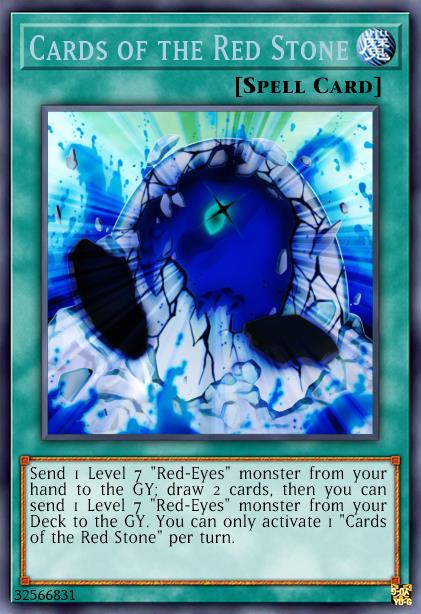 Cards of the Red Stone 魔
[Spell Card]
Send 1 Level 7 "Red-Eyes" monster from your
hand to the GY; draw 2 cards, then you can
send 1 Level 7 "Red-Eyes" monster from your
Deck to the GY. You can only activate 1 "Cards
of the Red Stone" per turn.
32566831